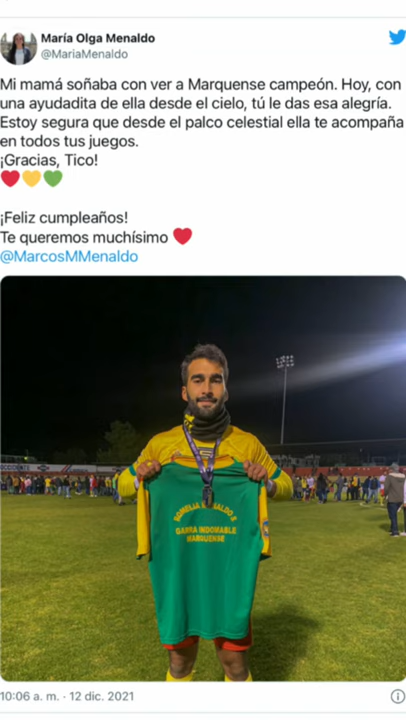 María Olga Menaldo
@MariaMenaldo
Mi mamá soñaba con ver a Marquense campeón. Hoy, con
una ayudadita de ella desde el cielo, tú le das esa alegría.
Estoy segura que desde el palco celestial ella te acompaña
en todos tus juegos.
¡Gracias, Tico!
❤️💛💚
¡Feliz cumpleaños!
Te queremos muchísimo ❤️
@MarcosMMenaldo
GARRA INDOMABLE
MARQUENSE
10:06 a. m. · 12 dic. 2021